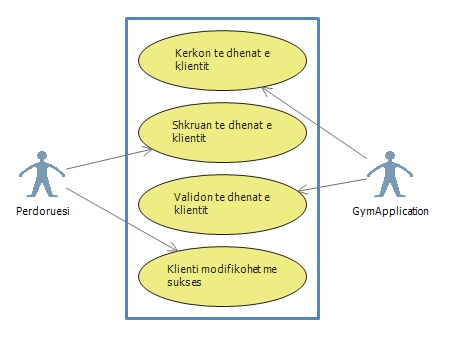 Kerkon te dhenat e
klientit
Shkruan te dhenat e
klientit
Validon te dhenat e
klientit
Klienti modifikohet me
sukses
Perdoruesi
GymApplication